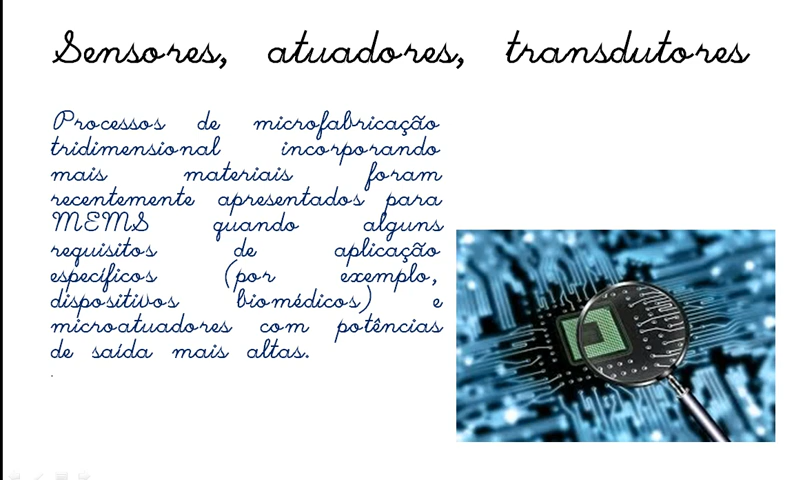 Sensores, atuadores, transdutores
Processos de microfabricação
tridimensional incorporando
mais materiais foram
recentemente apresentados para
MEMS quando alguns
requisitos de aplicação
específicos (por exemplo,
dispositivos biomédicos) e
microatuadores com potências
de saída mais altas.
.